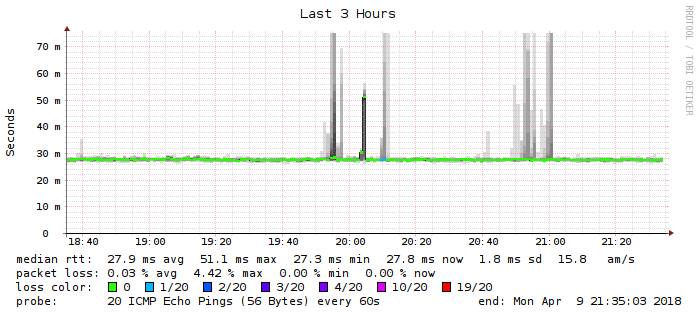 Last 3 Hours
RRDTOOL / TOBI OETIKER
Seconds
70 m
60 m
50 m
40 m
30 m
20 m
10 m
0
18:40 19:00 19:20 19:40 20:00 20:20 20:40 21:00 21:20
median rtt: 27.9 ms avg 51.1 ms max 27.3 ms min 27.8 ms now 1.8 ms sd 15.8 am/s
packet loss: 0.03 % avg 4.42 % max 0.00 % min 0.00 % now
loss color: 0 1/20 2/20 3/20 4/20 10/20 19/20
probe: 20 ICMP Echo Pings (56 Bytes) every 60s end: Mon Apr 9 21:35:03 2018